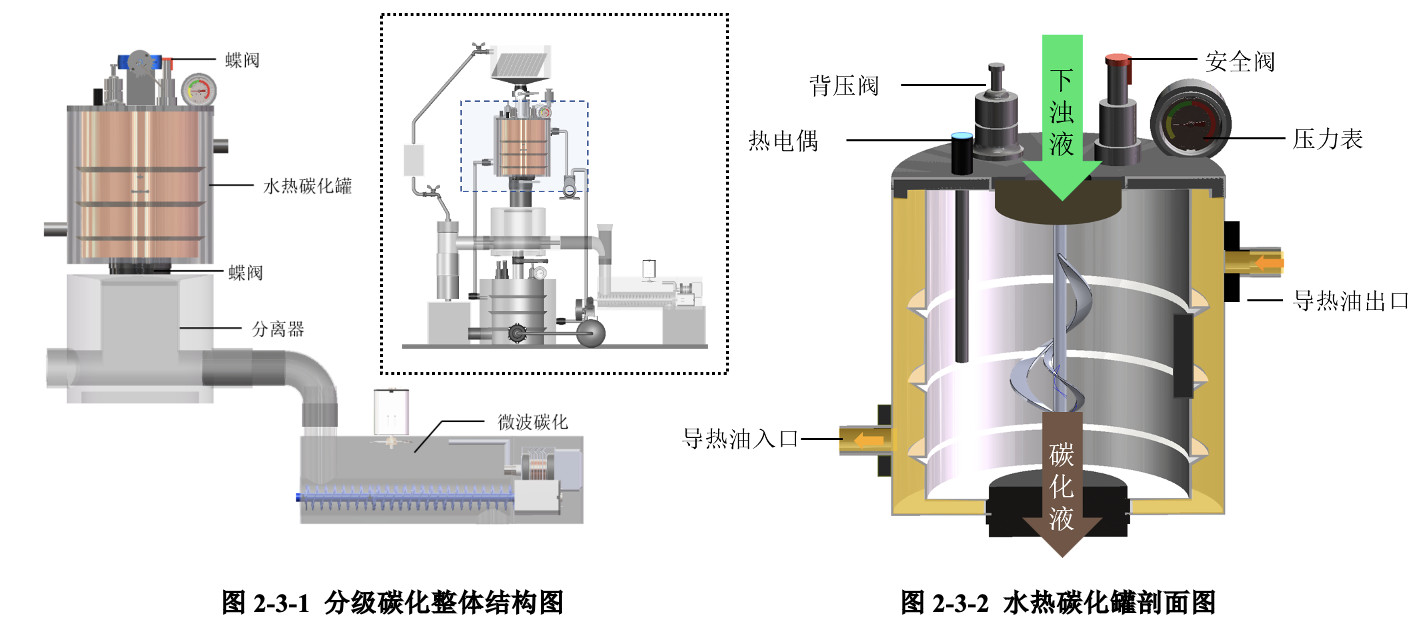 蝶阀
水热碳化罐
蝶阀
分离器
微波碳化
图 2-3-1 分级碳化整体结构图
下浊液
安全阀
背压阀
热电偶
压力表
导热油出口
导热油入口
碳化液
图 2-3-2 水热碳化罐剖面图